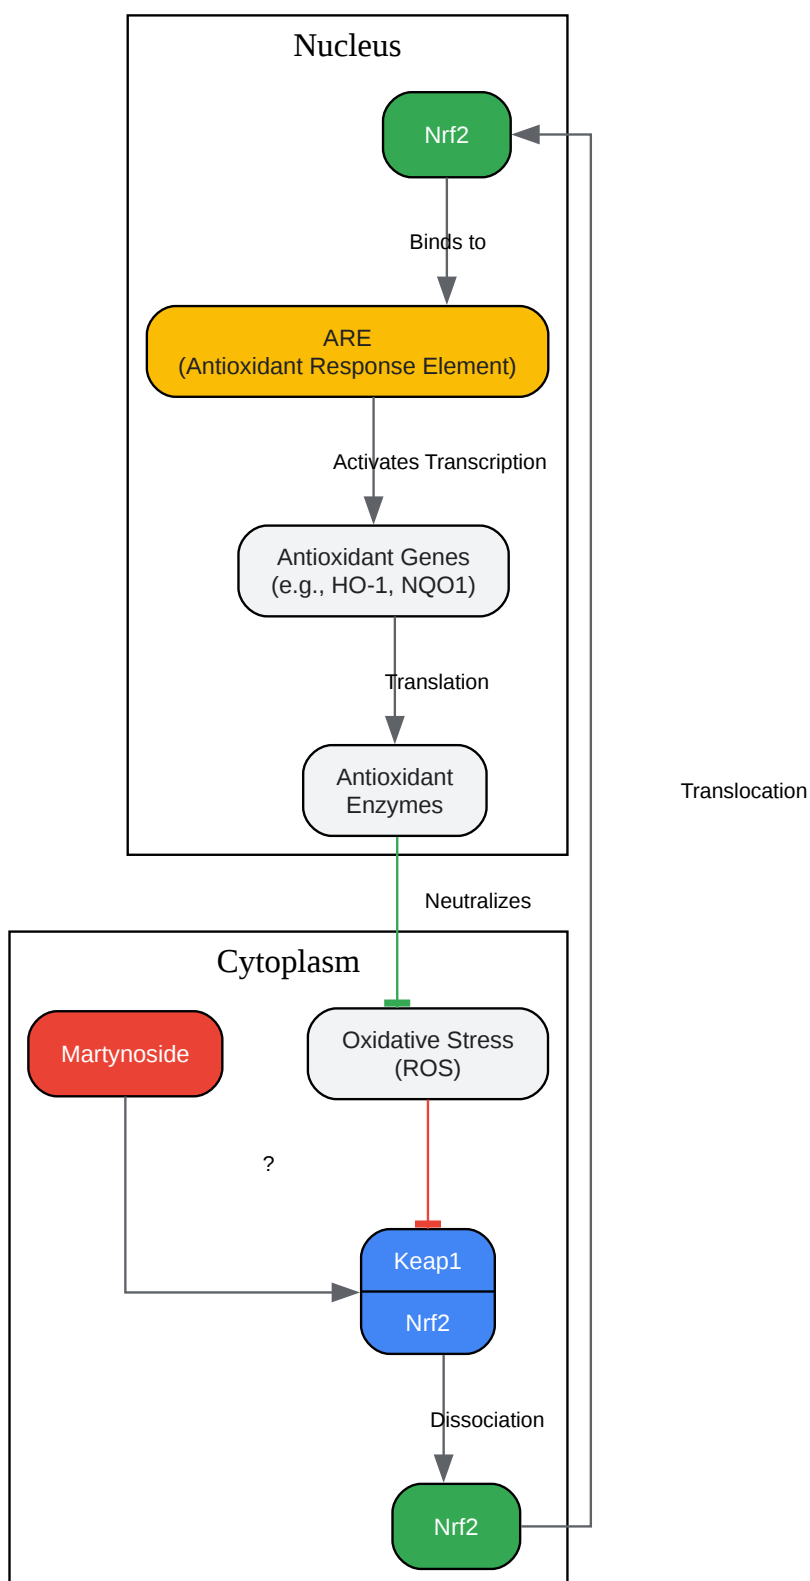 Nucleus
Nrf2
Binds to
ARE
(Antioxidant Response Element)
Activates Transcription
Antioxidant Genes
(e.g., HO-1, NQO1)
Translation
Antioxidant
Enzymes
Translocation
Neutralizes
Cytoplasm
Martynoside
Oxidative Stress
(ROS)
?
Keap1
Nrf2
Dissociation
Nrf2